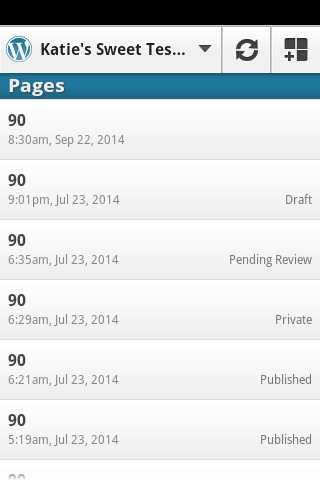 Katie's Sweet Tes...
Pages
90
8:30am, Sep 22, 2014
90
9:01pm, Jul 23, 2014 Draft
90
6:35am, Jul 23, 2014 Pending Review
90
6:29am, Jul 23, 2014 Private
90
6:21am, Jul 23, 2014 Published
90
5:19am, Jul 23, 2014 Published